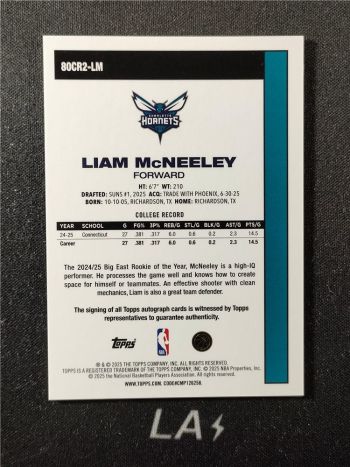 80CR2-LM
CHARLOTTE
HORNETS
LIAM McNEELEY
FORWARD
HT: 6'7" WT: 210
DRAFTED: SUNS #1, 2025 ACQ: TRADE WITH PHOENIX, 6-30-25
BORN: 10-10-05, RICHARDSON, TX HOME: RICHARDSON, TX
COLLEGE RECORD
YEAR SCHOOL G FG% 3P% REB/G STL/G BLK/G AST/G PTS/G
24-25 Connecticut 27 .381 .317 6.0 0.6 0.2 2.3 14.5
Career 27 .381 .317 6.0 0.6 0.2 2.3 14.5
The 2024/25 Big East Rookie of the Year, McNeeley is a high-IQ
performer. He processes the game well and knows how to create
space for himself or teammates. An effective shooter with clean
mechanics, Liam is also a great team defender.
The signing of all Topps autograph cards is witnessed by Topps
representatives to guarantee authenticity.
Topps
NBA
® & © 2025 THE TOPPS COMPANY, INC. ALL RIGHTS RESERVED.
TOPPS IS A REGISTERED TRADEMARK OF THE TOPPS COMPANY, INC. © 2025 NBA Properties, Inc.
© 2025 the National Basketball Players Association. All rights reserved.
WWW.TOPPS.COM. CODE#CMP126258.
LA